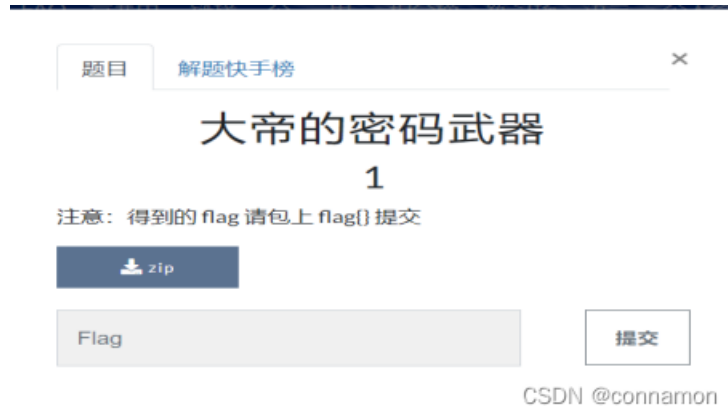 题目 解题快手榜 ×
大帝的密码武器
1
注意：得到的 flag 请包上 flag{} 提交
zip
Flag 提交
CSDN @connamon